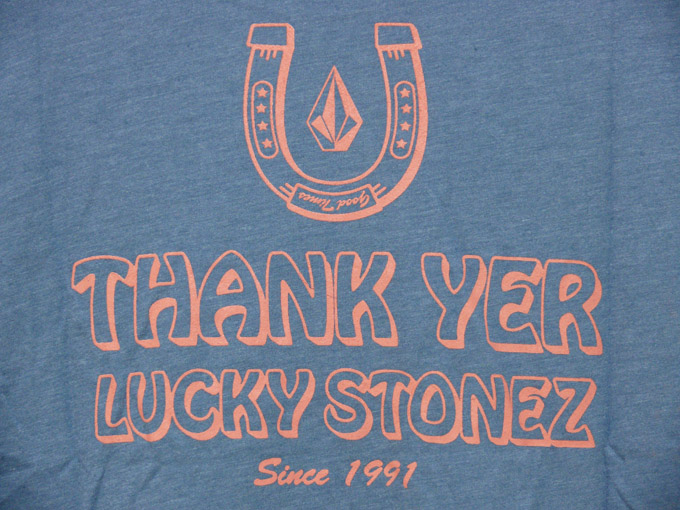 Good Times
THANK YER
LUCKY STONEZ
Since 1991